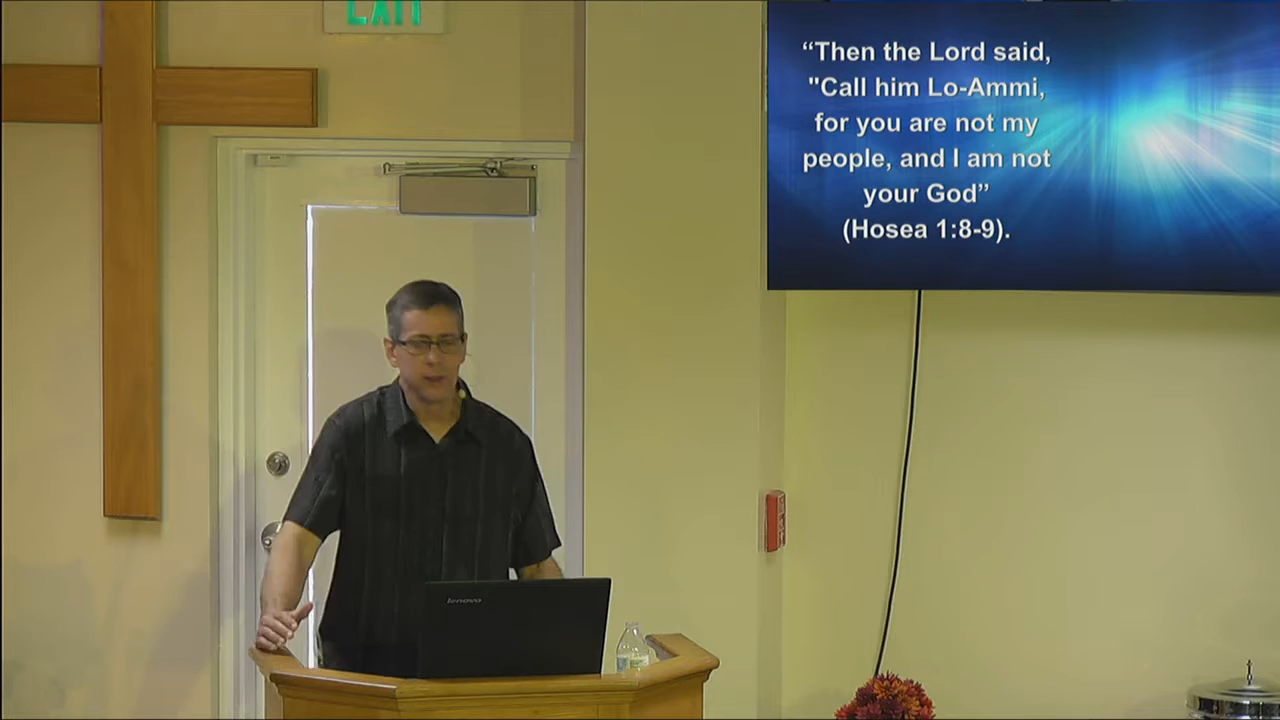 EXIT
“Then the Lord said,
"Call him Lo-Ammi,
for you are not my
people, and I am not
your God”
(Hosea 1:8-9).
lenovo